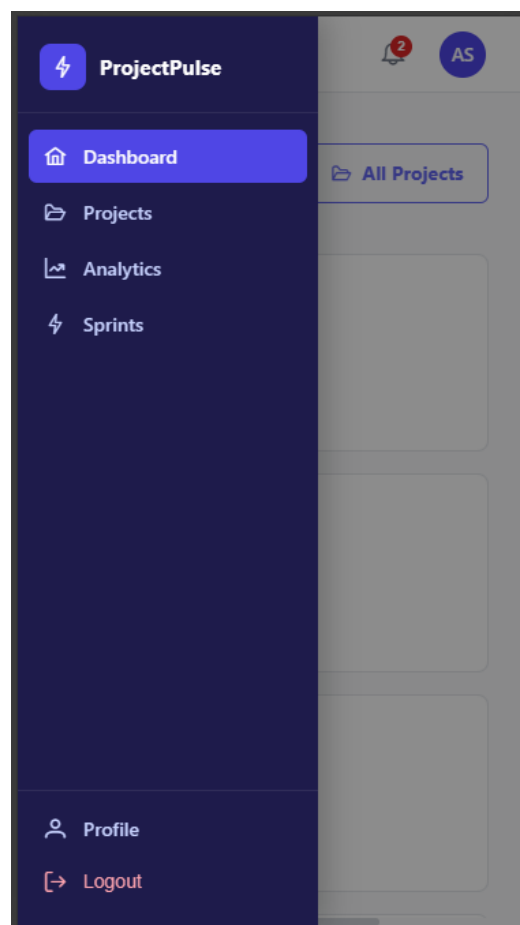 ProjectPulse
2
AS
Dashboard
All Projects
Projects
Analytics
Sprints
Profile
Logout